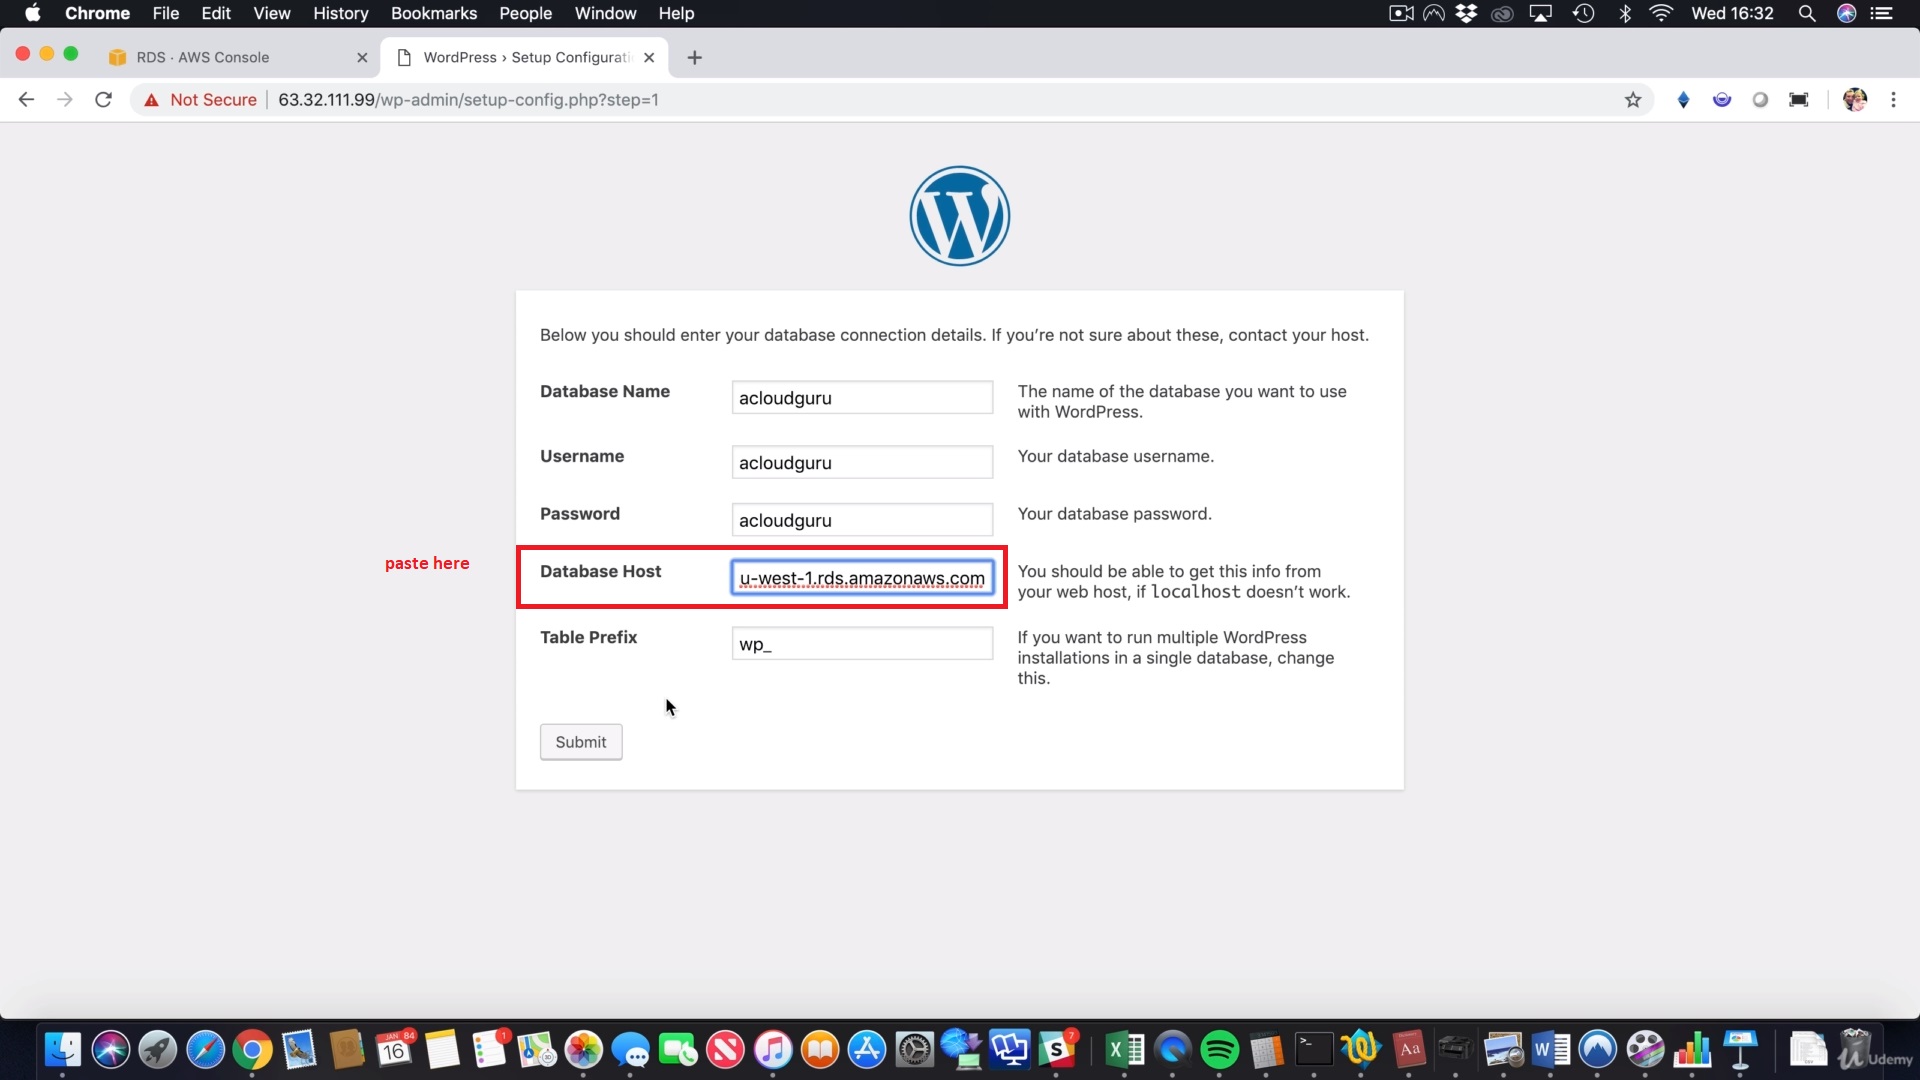 Chrome File Edit View History Bookmarks People Window Help Wed 16:32
RDS · AWS Console WordPress › Setup Configurati
Not Secure 63.32.111.99/wp-admin/setup-config.php?step=1
Below you should enter your database connection details. If you’re not sure about these, contact your host.
Database Name acloudguru The name of the database you want to use
with WordPress.
Username acloudguru Your database username.
Password acloudguru Your database password.
paste here
Database Host u-west-1.rds.amazonaws.com You should be able to get this info from
your web host, if localhost doesn’t work.
Table Prefix wp_ If you want to run multiple WordPress
installations in a single database, change
this.
Submit
JAN 84 1 7
16 Aa
Udemy